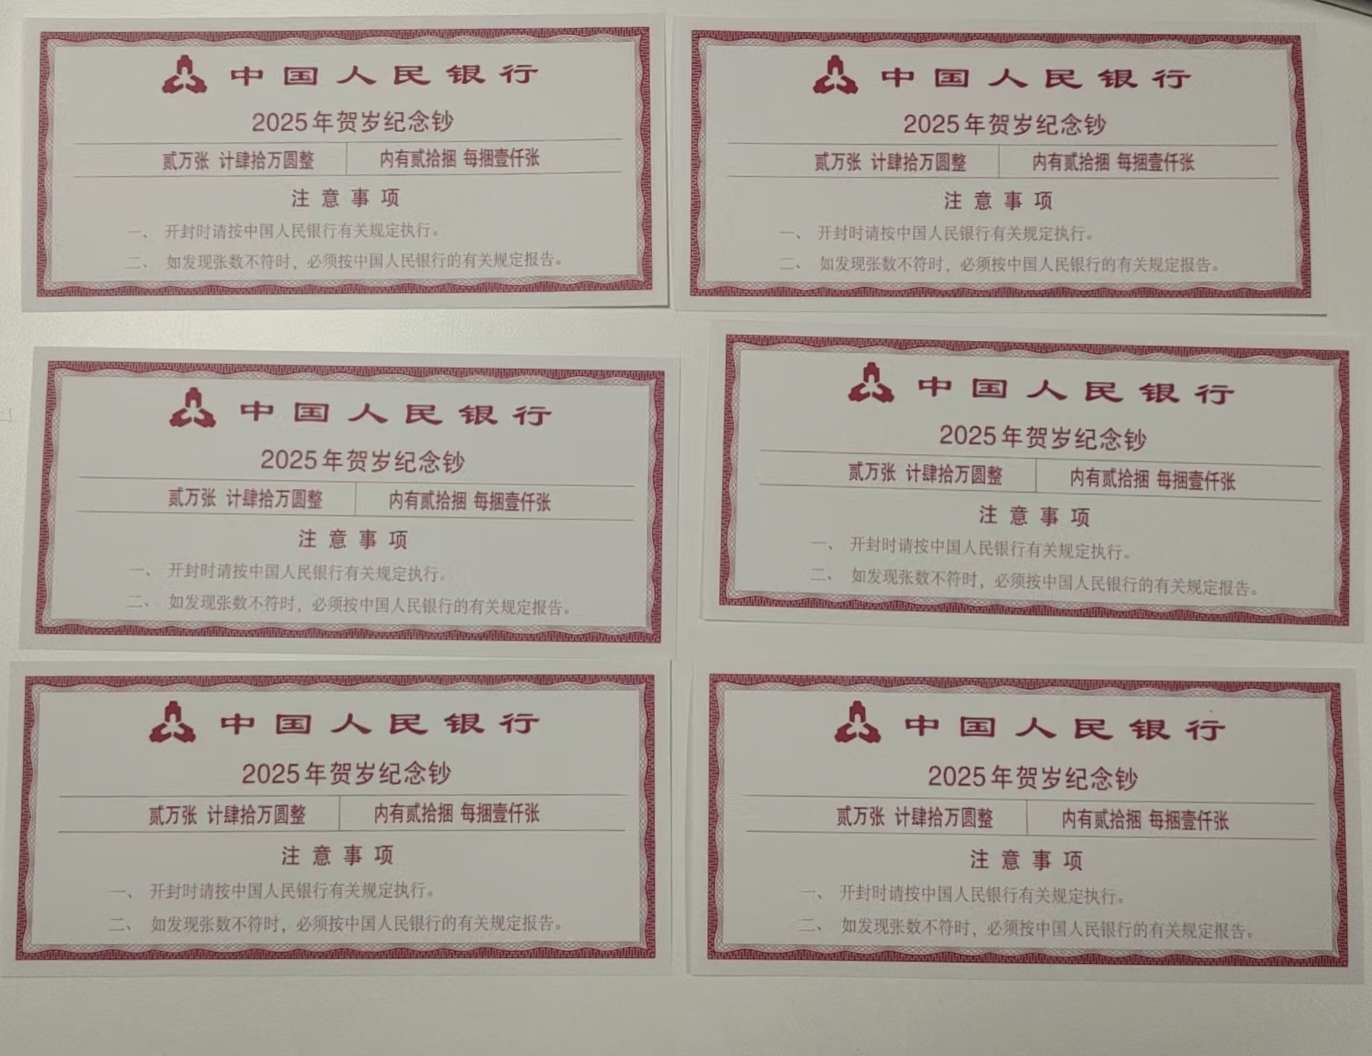 中国人民银行
2025年贺岁纪念钞
贰万张 计肆拾万圆整 内有贰拾捆 每捆壹仟张
注意事项
一、 开封时请按中国人民银行有关规定执行。
二、 如发现张数不符时，必须按中国人民银行的有关规定报告。
中国人民银行
2025年贺岁纪念钞
贰万张 计肆拾万圆整 内有贰拾捆 每捆壹仟张
注意事项
一、 开封时请按中国人民银行有关规定执行。
二、 如发现张数不符时，必须按中国人民银行的有关规定报告。
中国人民银行
2025年贺岁纪念钞
贰万张 计肆拾万圆整 内有贰拾捆 每捆壹仟张
注意事项
一、 开封时请按中国人民银行有关规定执行。
二、 如发现张数不符时，必须按中国人民银行的有关规定报告。
中国人民银行
2025年贺岁纪念钞
贰万张 计肆拾万圆整 内有贰拾捆 每捆壹仟张
注意事项
一、 开封时请按中国人民银行有关规定执行。
二、 如发现张数不符时，必须按中国人民银行的有关规定报告。
中国人民银行
2025年贺岁纪念钞
贰万张 计肆拾万圆整 内有贰拾捆 每捆壹仟张
注意事项
一、 开封时请按中国人民银行有关规定执行。
二、 如发现张数不符时，必须按中国人民银行的有关规定报告。
中国人民银行
2025年贺岁纪念钞
贰万张 计肆拾万圆整 内有贰拾捆 每捆壹仟张
注意事项
一、 开封时请按中国人民银行有关规定执行。
二、 如发现张数不符时，必须按中国人民银行的有关规定报告。